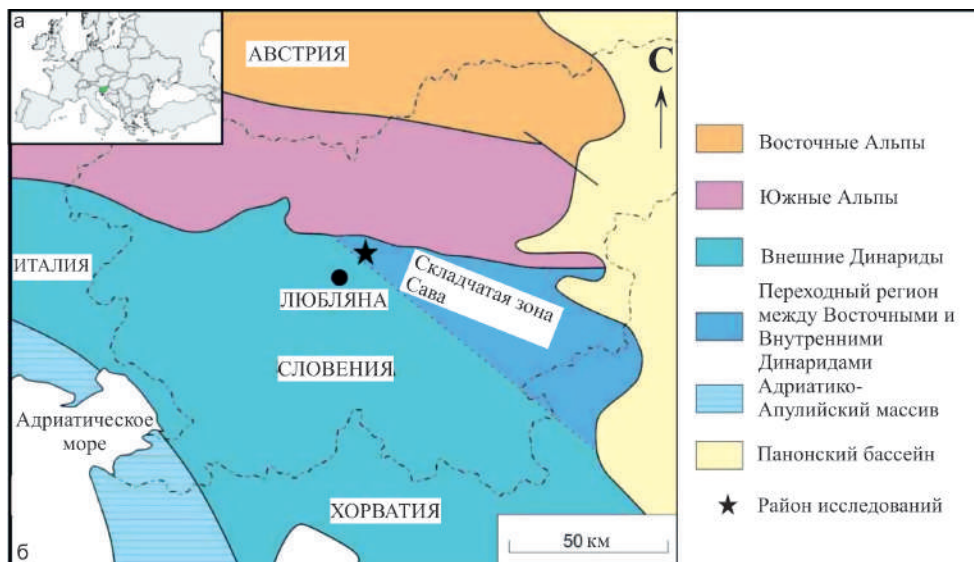 а
АВСТРИЯ
С
ИТАЛИЯ
ЛЮБЛЯНА
Складчатая зона
Сава
СЛОВЕНИЯ
Адриатическое
море
ХОРВАТИЯ
50 км
б
Восточные Альпы
Южные Альпы
Внешние Динариды
Переходный регион
между Восточными и
Внутренними
Динаридами
Адриатико-
Апулийский массив
Панонский бассейн
Район исследований